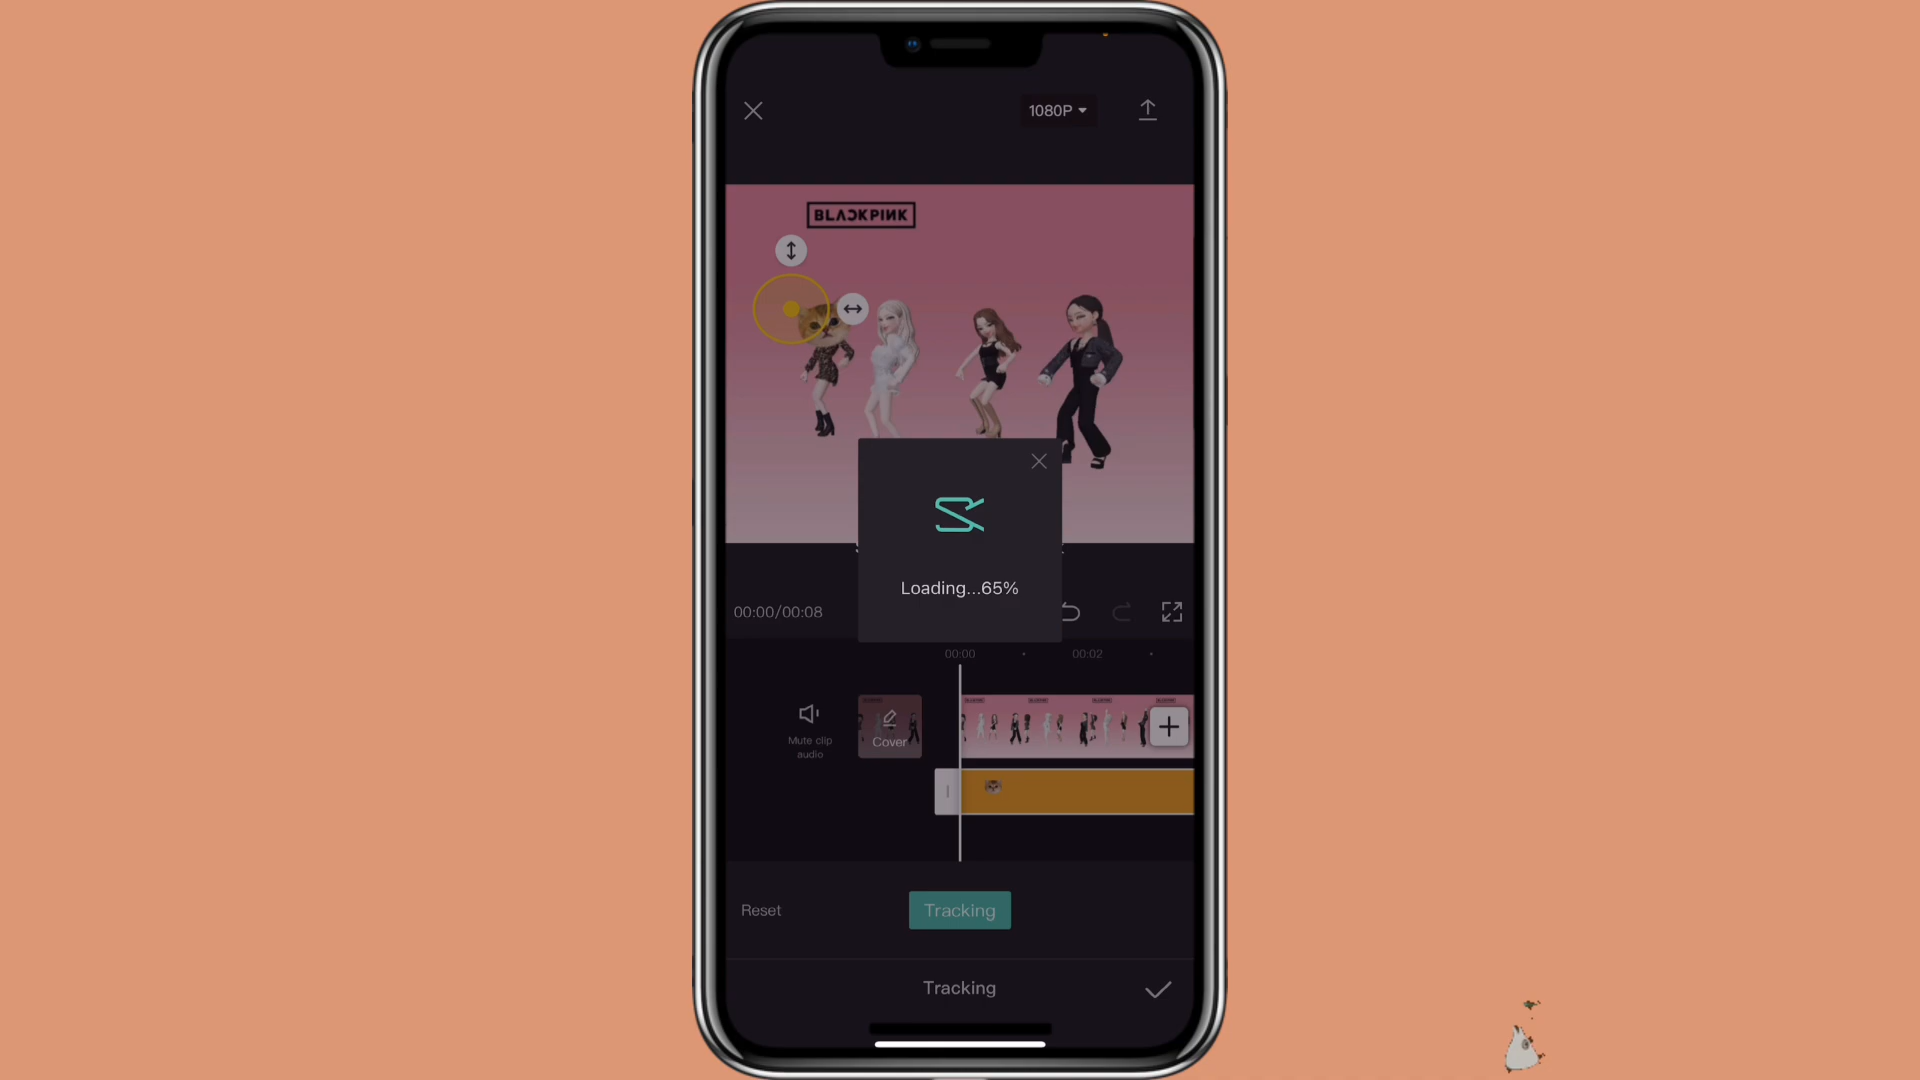 1080P
BLACKPINK
Loading...65%
00:00/00:08
00:00
00:02
Mute clip
audio
Cover
Reset
Tracking
Tracking